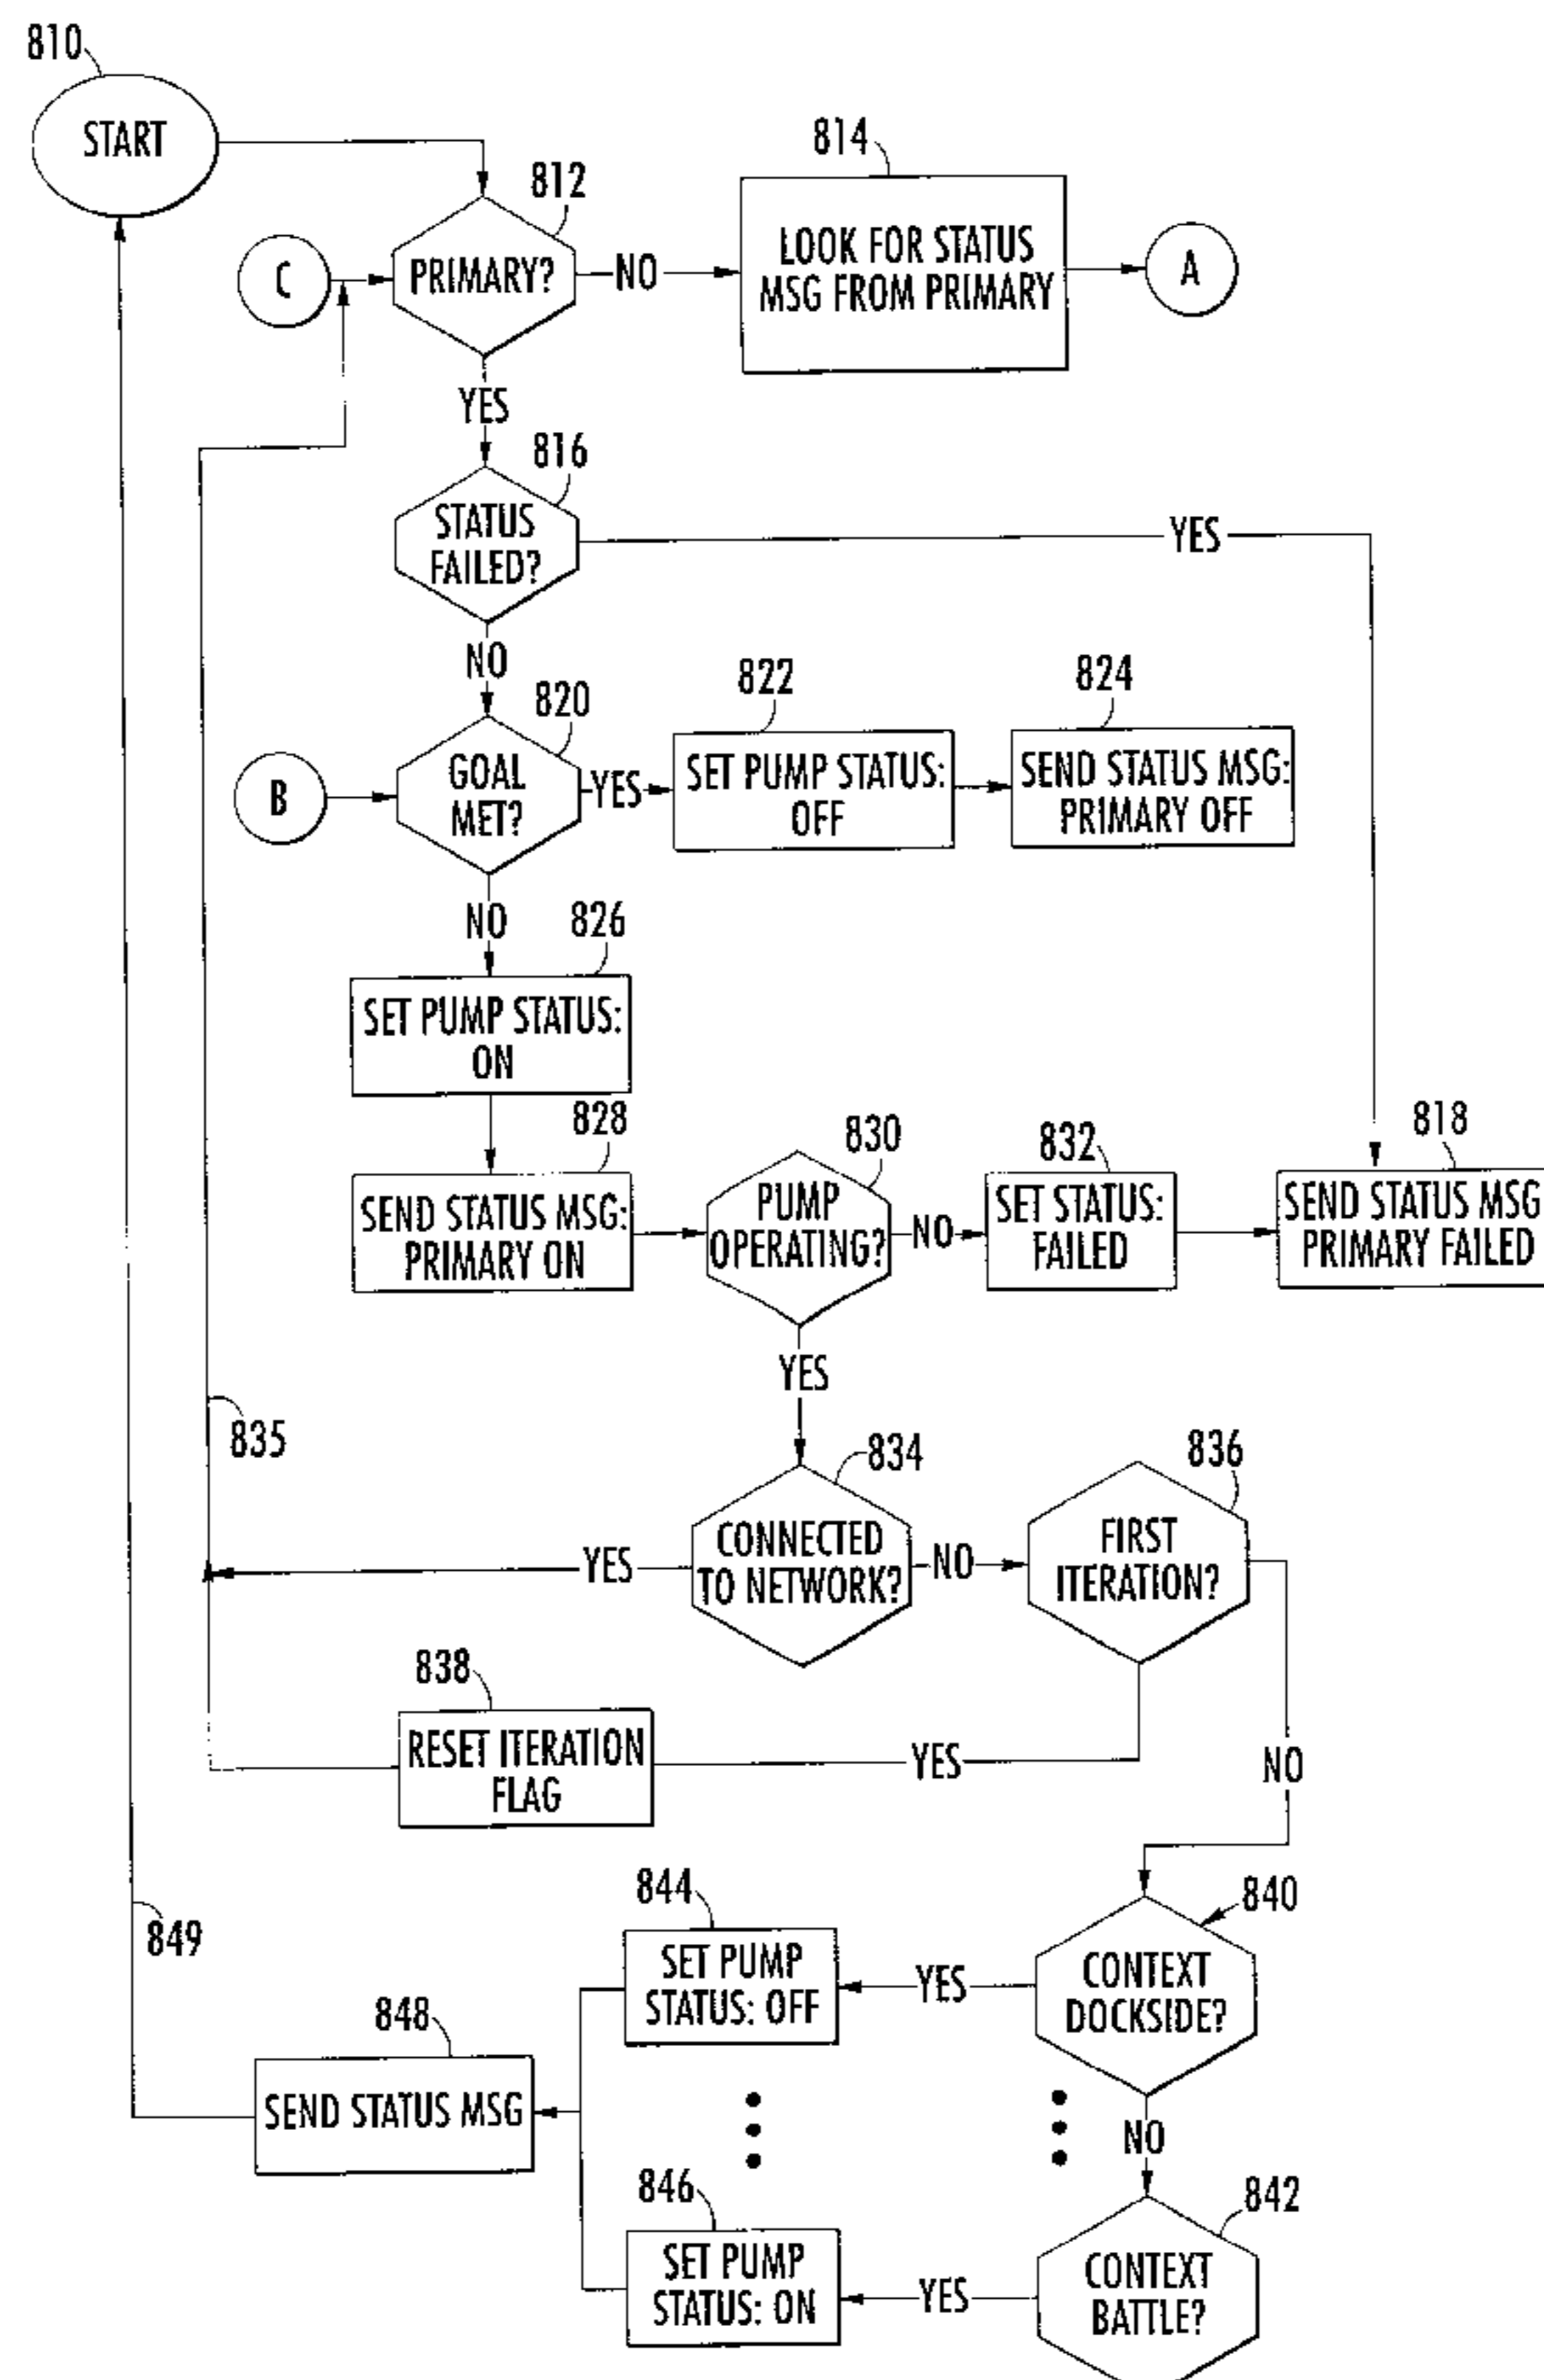 810
START
812
814
C
PRIMARY?
NO
LOOK FOR STATUS
MSG FROM PRIMARY
A
YES
816
STATUS
FAILED?
YES
NO
820
822
824
B
GOAL
MET?
YES
SET PUMP STATUS:
OFF
SEND STATUS MSG:
PRIMARY OFF
NO
826
SET PUMP STATUS:
ON
828
830
832
818
SEND STATUS MSG:
PRIMARY ON
PUMP
OPERATING?
NO
SET STATUS:
FAILED
SEND STATUS MSG
PRIMARY FAILED
YES
835
834
836
YES
CONNECTED
TO NETWORK?
NO
FIRST
ITERATION?
838
RESET ITERATION
FLAG
YES
NO
844
840
849
SET PUMP
STATUS: OFF
YES
CONTEXT
DOCKSIDE?
848
SEND STATUS MSG
NO
846
842
SET PUMP
STATUS: ON
YES
CONTEXT
BATTLE?